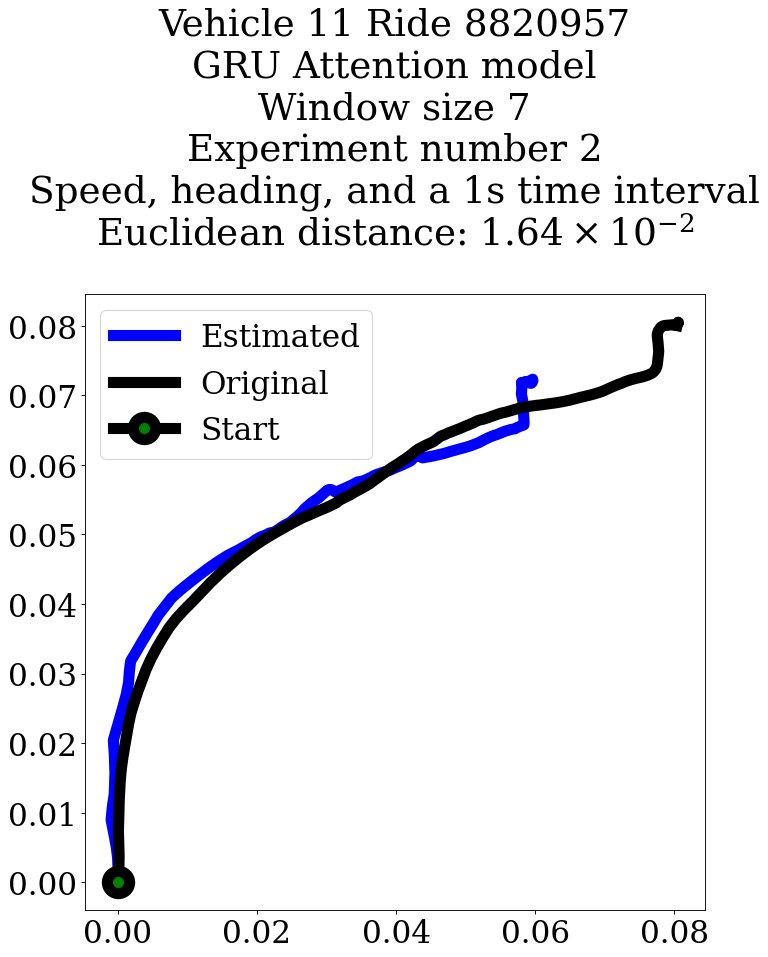 Vehicle 11 Ride 8820957
GRU Attention model
Window size 7
Experiment number 2
Speed, heading, and a 1s time interval
Euclidean distance: 1.64 × 10⁻²
Estimated
Original
Start
0.08
0.07
0.06
0.05
0.04
0.03
0.02
0.01
0.00
0.00 0.02 0.04 0.06 0.08